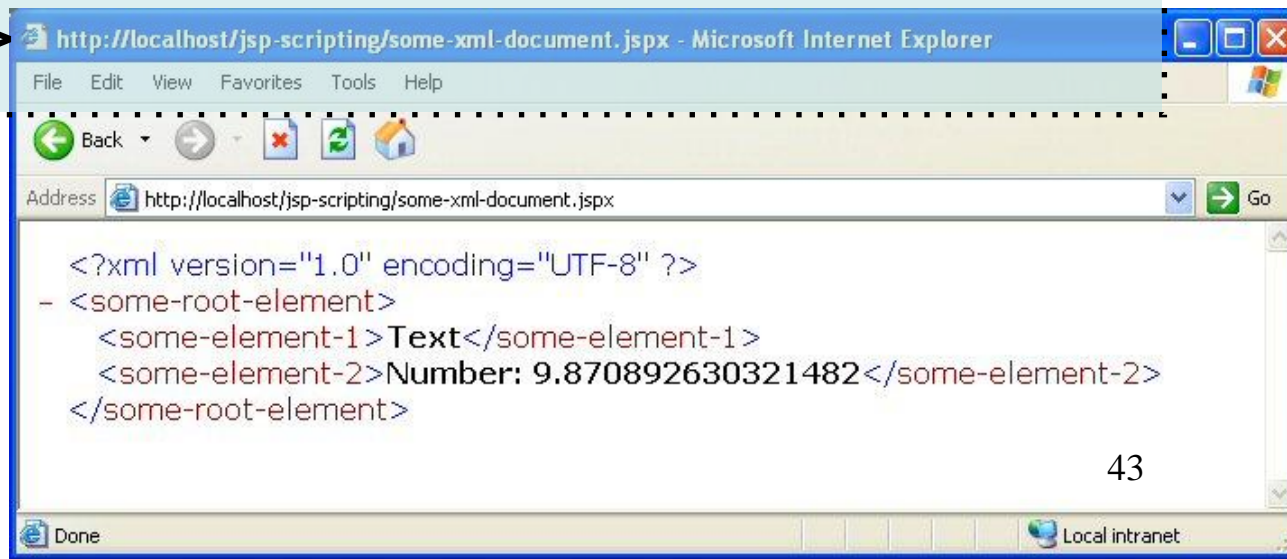 >
http://localhost/jsp-scripting/some-xml-document.jspx - Microsoft Internet Explorer
File Edit View Favorites Tools Help
Back
Address http://localhost/jsp-scripting/some-xml-document.jspx Go
<?xml version="1.0" encoding="UTF-8" ?>
- <some-root-element>
<some-element-1>Text</some-element-1>
<some-element-2>Number: 9.870892630321482</some-element-2>
</some-root-element>
43
Done Local intranet